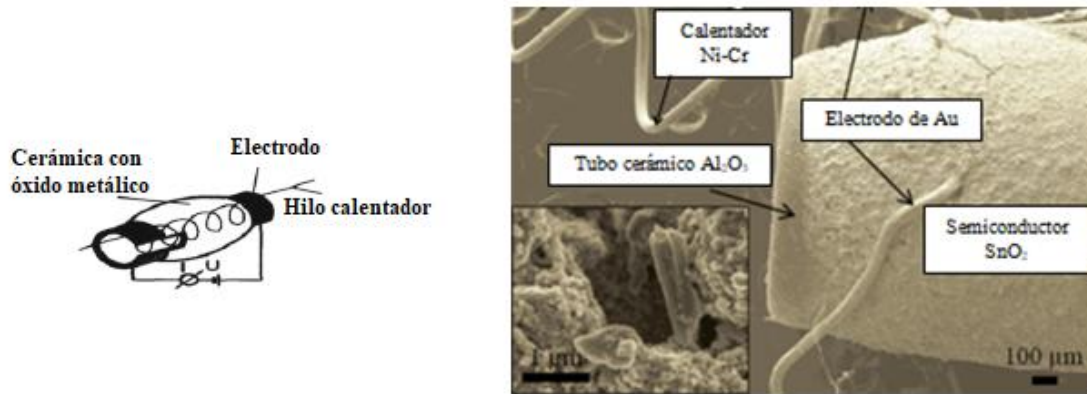 Cerámica con
óxido metálico
Electrodo
Hilo calentador
I U
Calentador
Ni-Cr
Electrodo de Au
Tubo cerámico Al₂O₃
Semiconductor
SnO₂
1 μm
100 μm